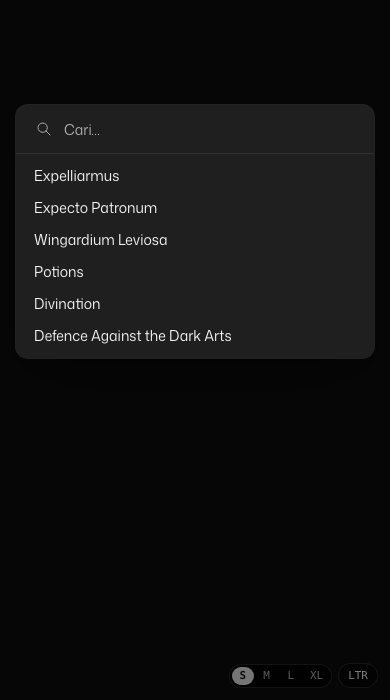 Cari...
Expelliarmus
Expecto Patronum
Wingardium Leviosa
Potions
Divination
Defence Against the Dark Arts
S M L XL LTR